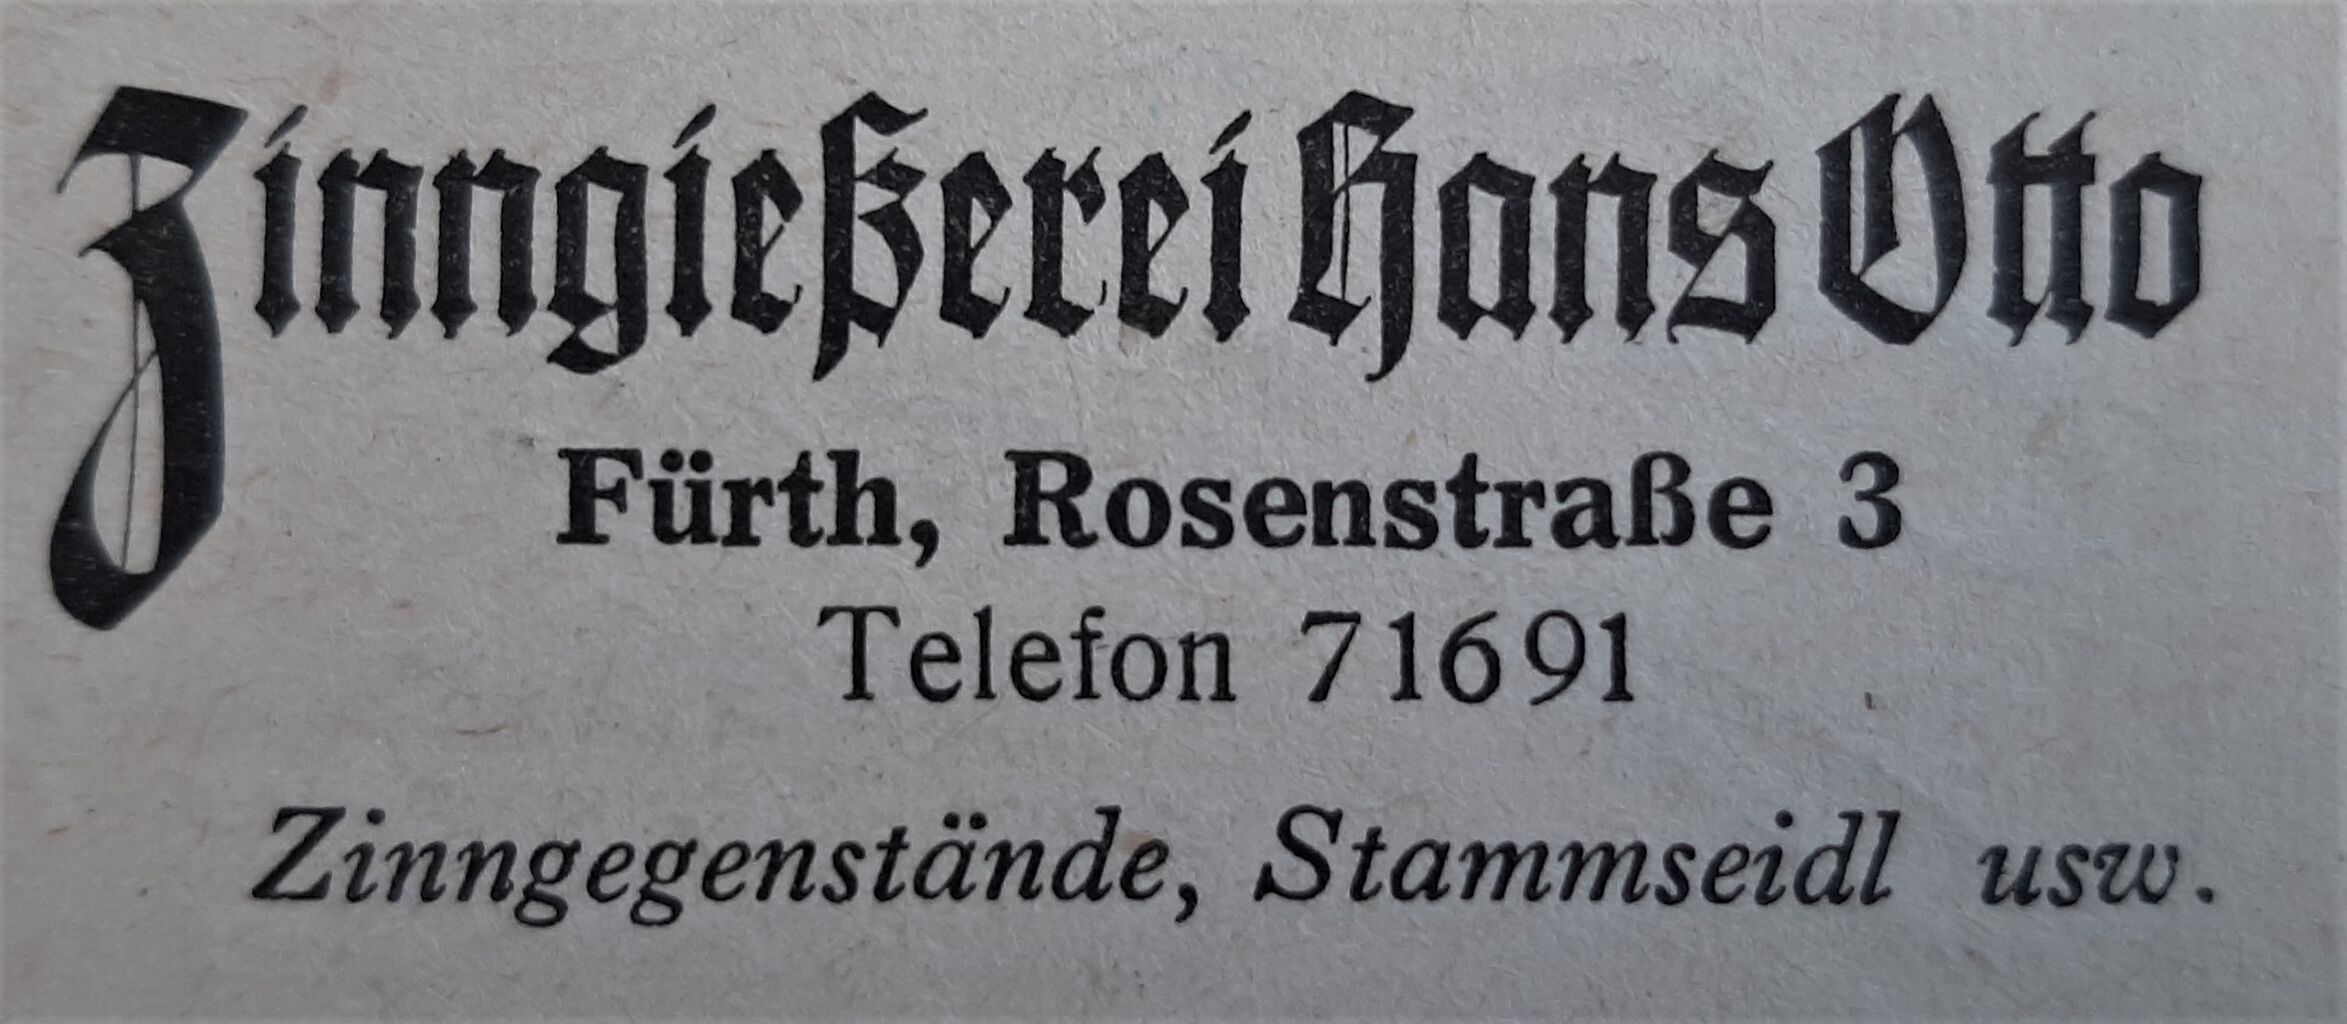 Zinngießerei Hans Otto
Fürth, Rosenstraße 3
Telefon 71691
Zinngegenstände, Stammseidl usw.